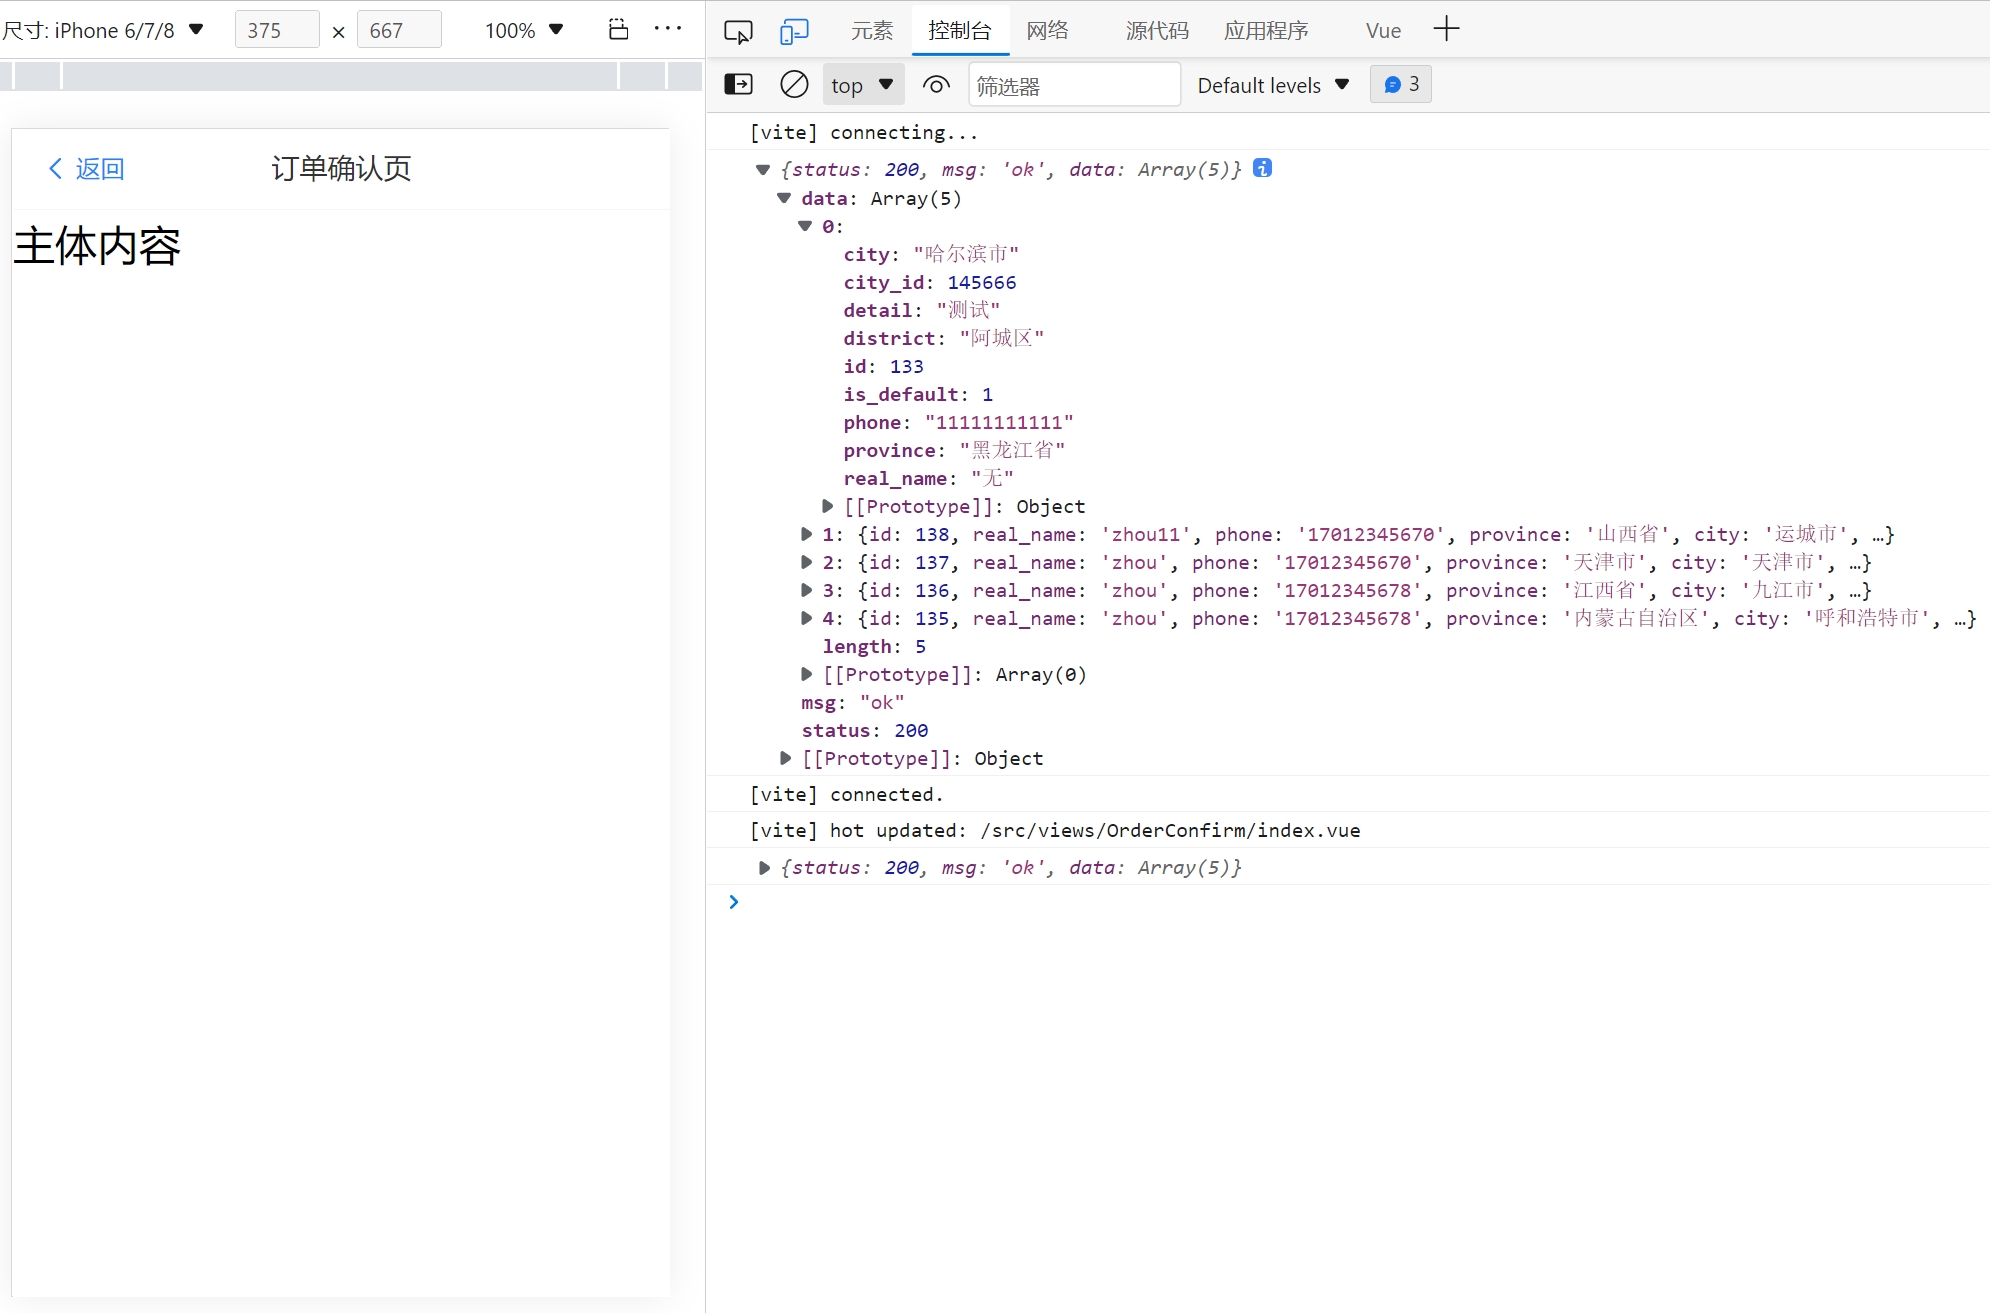 尺寸: iPhone 6/7/8 375 × 667 100% ···
返回 订单确认页
主体内容
元素 控制台 网络 源代码 应用程序 Vue
top 筛选器 Default levels 3
[vite] connecting...
{status: 200, msg: 'ok', data: Array(5)}
data: Array(5)
0:
city: "哈尔滨市"
city_id: 145666
detail: "测试"
district: "阿城区"
id: 133
is_default: 1
phone: "11111111111"
province: "黑龙江省"
real_name: "无"
[[Prototype]]: Object
1: {id: 138, real_name: 'zhou11', phone: '17012345670', province: '山西省', city: '运城市', …}
2: {id: 137, real_name: 'zhou', phone: '17012345670', province: '天津市', city: '天津市', …}
3: {id: 136, real_name: 'zhou', phone: '17012345678', province: '江西省', city: '九江市', …}
4: {id: 135, real_name: 'zhou', phone: '17012345678', province: '内蒙古自治区', city: '呼和浩特市', …}
length: 5
[[Prototype]]: Array(0)
msg: "ok"
status: 200
[[Prototype]]: Object
[vite] connected.
[vite] hot updated: /src/views/OrderConfirm/index.vue
{status: 200, msg: 'ok', data: Array(5)}